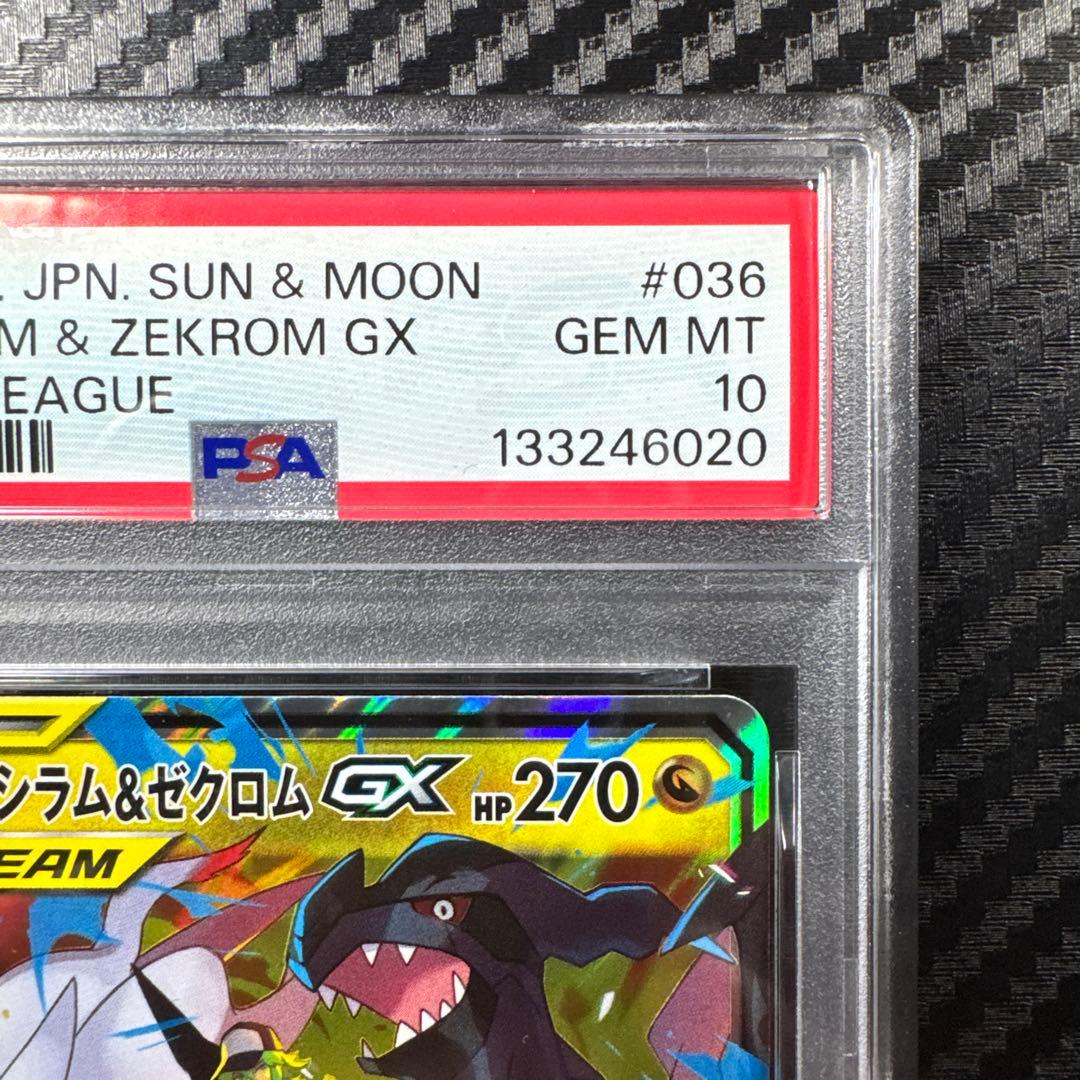 . JPN. SUN & MOON #036
M & ZEKROM GX GEM MT
EAGUE 10
PSA 133246020
シラム&ゼクロム GX HP 270
EAM